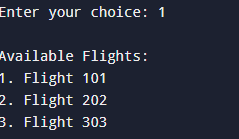 Enter your choice: 1
Available Flights:
1. Flight 101
2. Flight 202
3. Flight 303